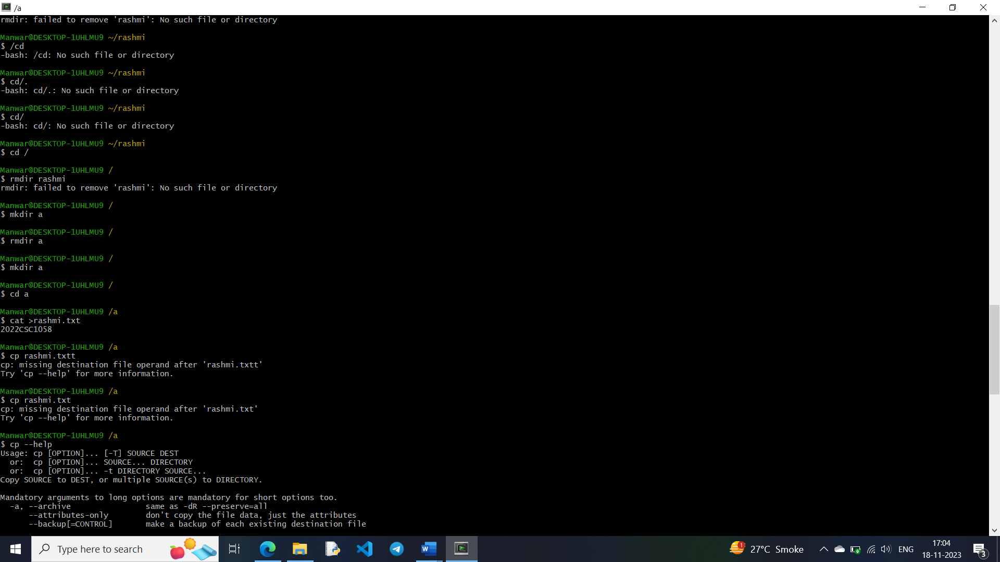 /a
rmdir: failed to remove 'rashmi': No such file or directory
Manwar@DESKTOP-1UHLMU9 ~/rashmi
$ /cd
-bash: /cd: No such file or directory
Manwar@DESKTOP-1UHLMU9 ~/rashmi
$ cd/.
-bash: cd/.: No such file or directory
Manwar@DESKTOP-1UHLMU9 ~/rashmi
$ cd/
-bash: cd/: No such file or directory
Manwar@DESKTOP-1UHLMU9 ~/rashmi
$ cd /
Manwar@DESKTOP-1UHLMU9 /
$ rmdir rashmi
rmdir: failed to remove 'rashmi': No such file or directory
Manwar@DESKTOP-1UHLMU9 /
$ mkdir a
Manwar@DESKTOP-1UHLMU9 /
$ rmdir a
Manwar@DESKTOP-1UHLMU9 /
$ mkdir a
Manwar@DESKTOP-1UHLMU9 /
$ cd a
Manwar@DESKTOP-1UHLMU9 /a
$ cat >rashmi.txt
2022CSC1058
Manwar@DESKTOP-1UHLMU9 /a
$ cp rashmi.txtt
cp: missing destination file operand after 'rashmi.txtt'
Try 'cp --help' for more information.
Manwar@DESKTOP-1UHLMU9 /a
$ cp rashmi.txt
cp: missing destination file operand after 'rashmi.txt'
Try 'cp --help' for more information.
Manwar@DESKTOP-1UHLMU9 /a
$ cp --help
Usage: cp [OPTION]... [-T] SOURCE DEST
  or:  cp [OPTION]... SOURCE... DIRECTORY
  or:  cp [OPTION]... -t DIRECTORY SOURCE...
Copy SOURCE to DEST, or multiple SOURCE(s) to DIRECTORY.
Mandatory arguments to long options are mandatory for short options too.
  -a, --archive                same as -dR --preserve=all
      --attributes-only        don't copy the file data, just the attributes
      --backup[=CONTROL]       make a backup of each existing destination file
Type here to search
1
27°C Smoke
ENG
17:04
18-11-2023
3